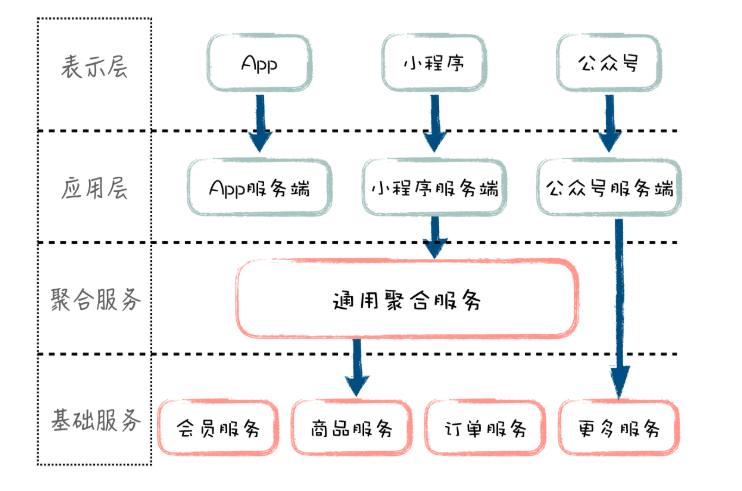 表示层
App
小程序
公众号
应用层
App服务端
小程序服务端
公众号服务端
聚合服务
通用聚合服务
基础服务
会员服务
商品服务
订单服务
更多服务